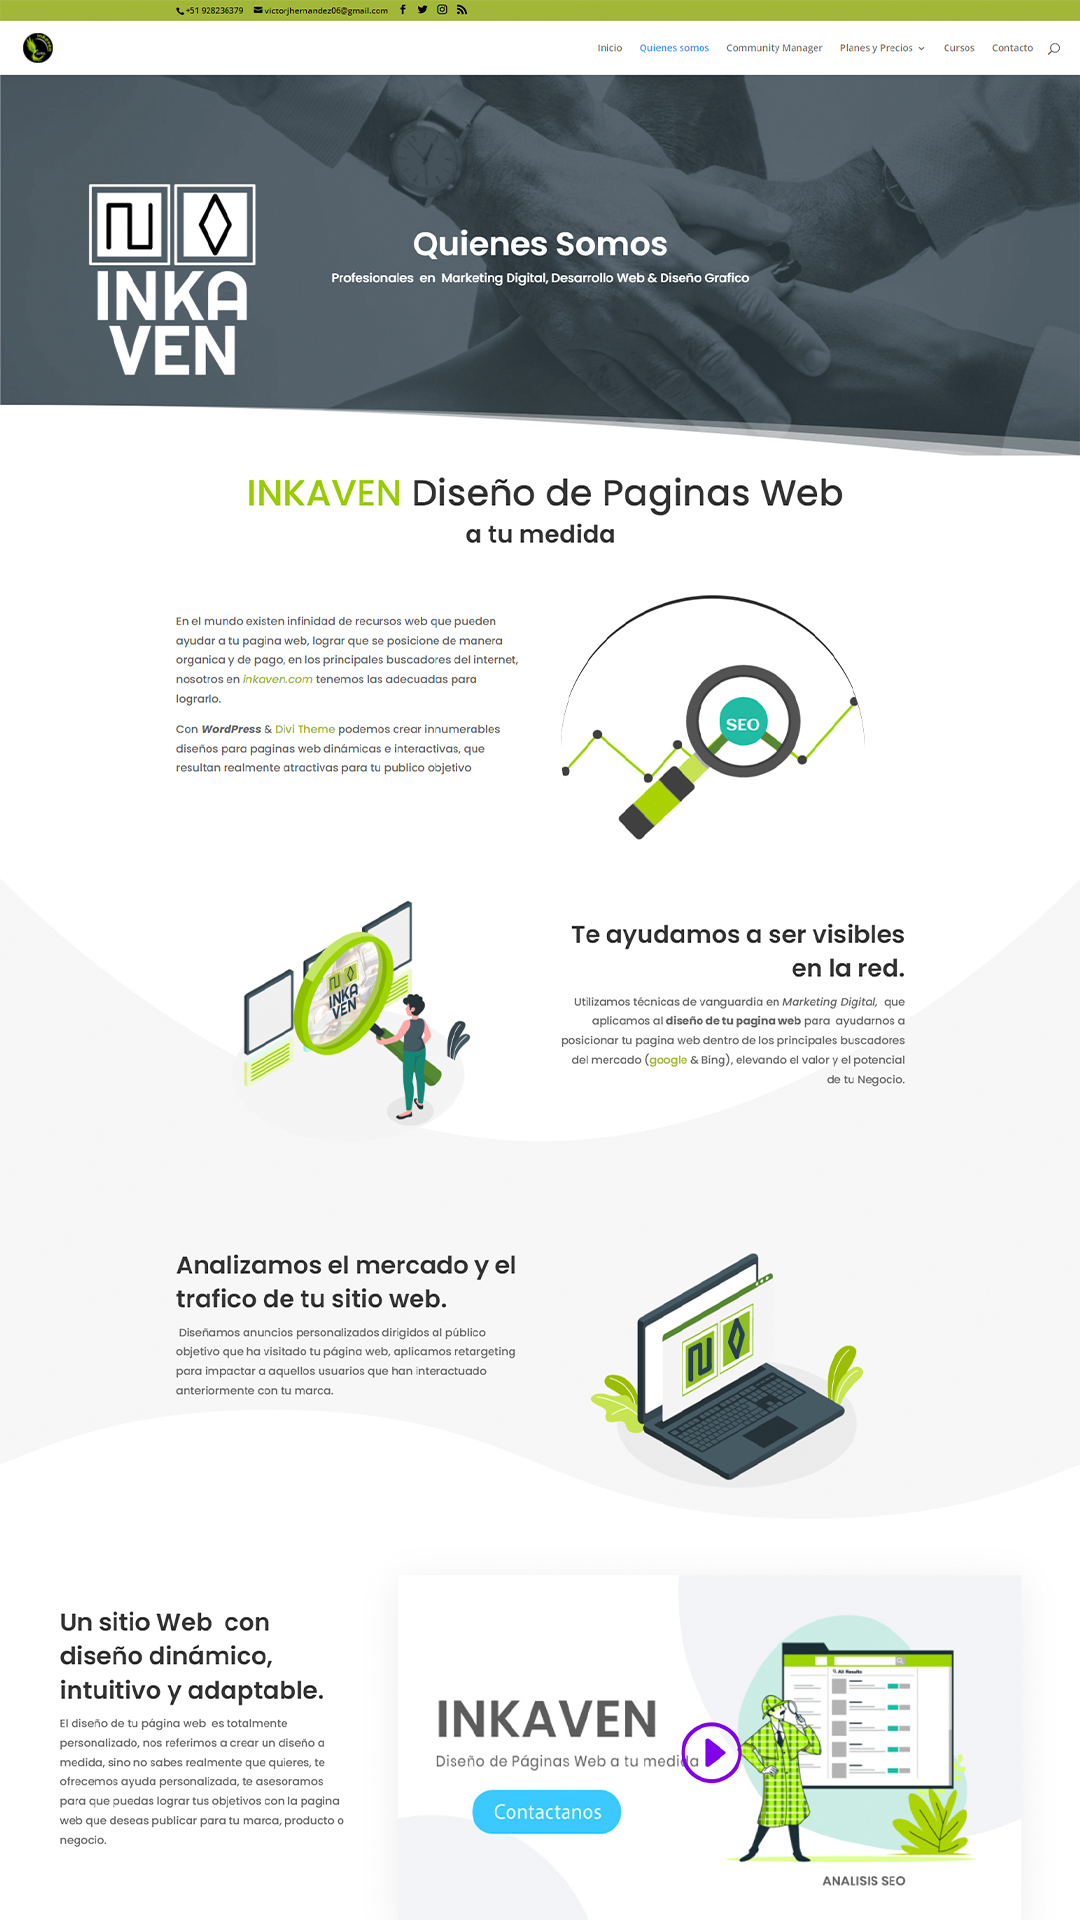 +51 928236379 victorjhernandez06@gmail.com
Inicio Quienes somos Community Manager Planes y Precios Cursos Contacto
INKA
VEN
Quienes Somos
Profesionales en Marketing Digital, Desarrollo Web & Diseño Grafico
INKAVEN Diseño de Paginas Web
a tu medida
En el mundo existen infinidad de recursos web que pueden
ayudar a tu pagina web, lograr que se posicione de manera
organica y de pago, en los principales buscadores del internet,
nosotros en inkaven.com tenemos las adecuadas para
lograrlo.
Con WordPress & Divi Theme podemos crear innumerables
diseños para paginas web dinámicas e interactivas, que
resultan realmente atractivas para tu publico objetivo
SEO
INKA
VEN
Te ayudamos a ser visibles
en la red.
Utilizamos técnicas de vanguardia en Marketing Digital, que
aplicamos al diseño de tu pagina web para ayudarnos a
posicionar tu pagina web dentro de los principales buscadores
del mercado (google & Bing), elevando el valor y el potencial
de tu Negocio.
Analizamos el mercado y el
trafico de tu sitio web.
Diseñamos anuncios personalizados dirigidos al público
objetivo que ha visitado tu página web, aplicamos retargeting
para impactar a aquellos usuarios que han interactuado
anteriormente con tu marca.
Un sitio Web con
diseño dinámico,
intuitivo y adaptable.
El diseño de tu página web es totalmente
personalizado, nos referimos a crear un diseño a
medida, sino no sabes realmente que quieres, te
ofrecemos ayuda personalizada, te asesoramos
para que puedas lograr tus objetivos con la pagina
web que deseas publicar para tu marca, producto o
negocio.
INKAVEN
Diseño de Páginas Web a tu medida
Contactanos
All Results
ANALISIS SEO